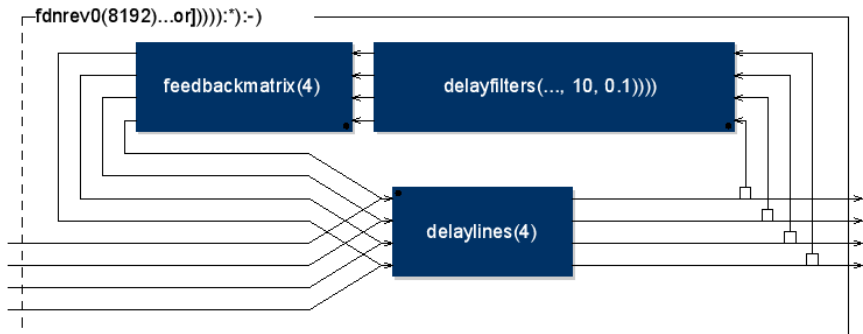 fdnrev0(8192)...or])))):*):-)
feedbackmatrix(4)
delayfilters(..., 10, 0.1))))
delaylines(4)